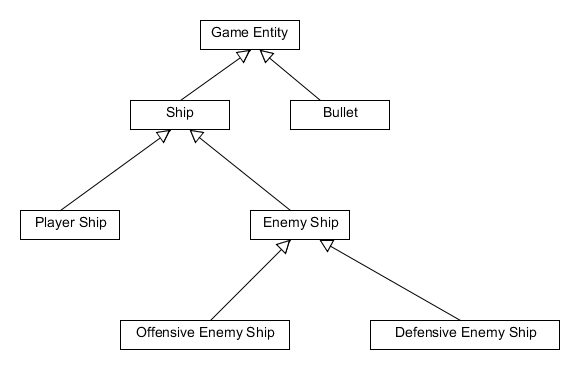 Game Entity
Ship
Bullet
Player Ship
Enemy Ship
Offensive Enemy Ship
Defensive Enemy Ship